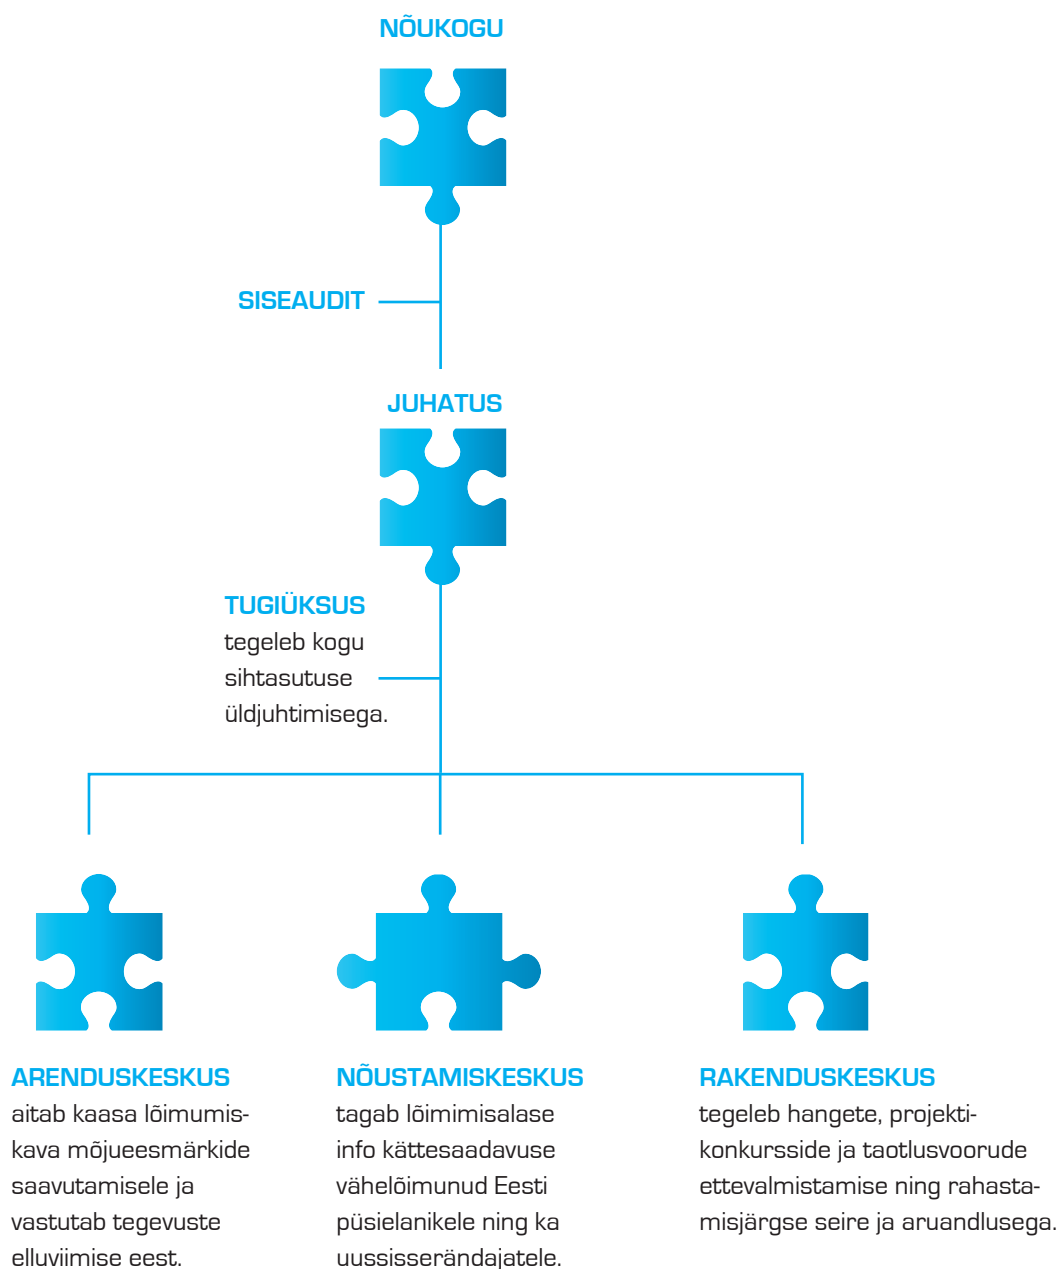 NÕUKOGU
SISEAUDIT
JUHATUS
TUGIÜKSUS
tegeleb kogu
sihtasutuse
üldjuhtimisega.
ARENDUSKESKUS
aitab kaasa lõimumis-
kava mõjueesmärkide
saavutamisele ja
vastutab tegevuste
elluviimise eest.
NÕUSTAMISKESKUS
tagab lõimimisalase
info kättesaadavuse
vähelõimunud Eesti
püsielanikele ning ka
uussisserändajatele.
RAKENDUSKESKUS
tegeleb hangete, projekti-
konkursside ja taotlusvoorude
ettevalmistamise ning rahasta-
misjärgse seire ja aruandlusega.